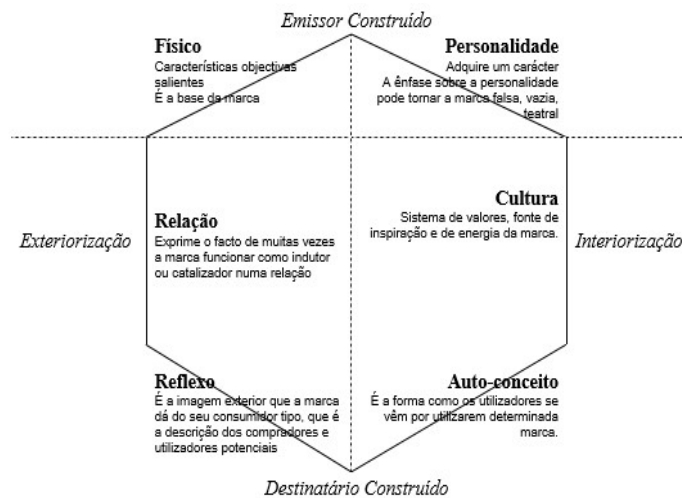 Emissor Construído
Físico
Características objectivas
salientes
É a base da marca
Personalidade
Adquire um carácter
A ênfase sobre a personalidade
pode tornar a marca falsa, vazia,
teatral
Exteriorização
Relação
Exprime o facto de muitas vezes
a marca funcionar como indutor
ou catalizador numa relação
Cultura
Sistema de valores, fonte de
inspiração e de energia da marca.
Interiorização
Reflexo
É a imagem exterior que a marca
dá do seu consumidor tipo, que é
a descrição dos compradores e
utilizadores potenciais
Auto-conceito
É a forma como os utilizadores se
vêm por utilizarem determinada
marca.
Destinatário Construído